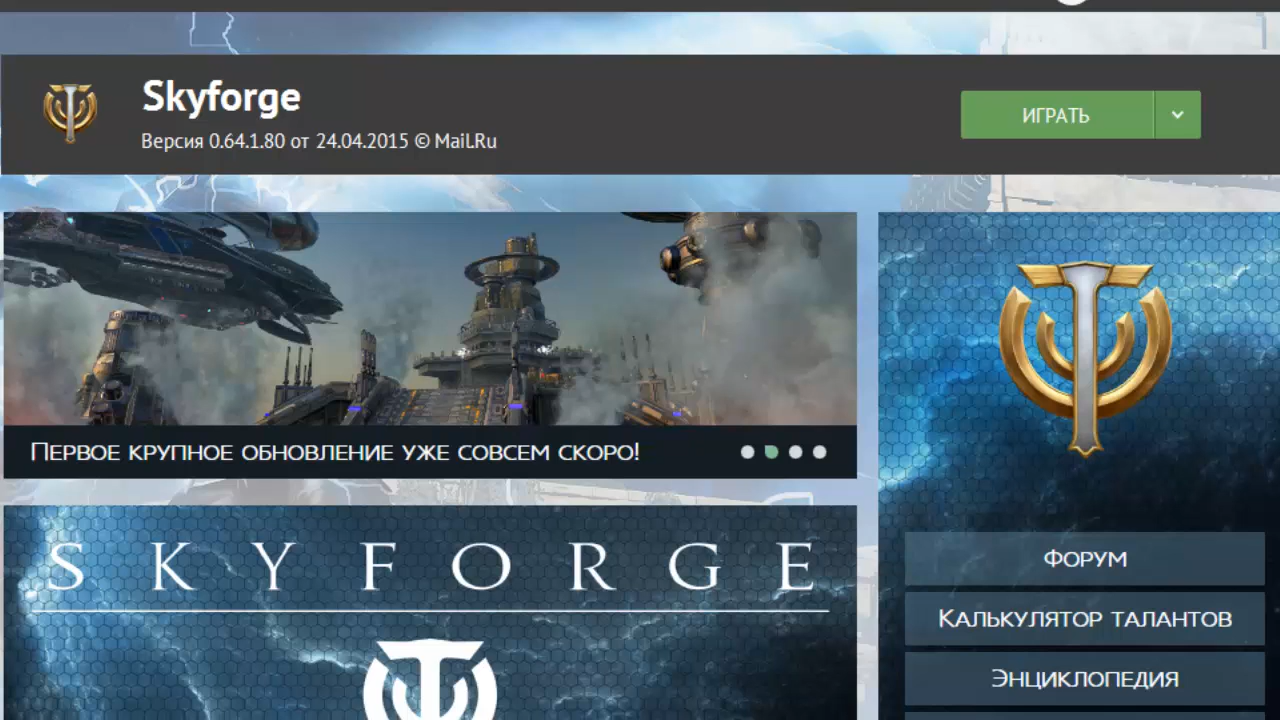 Skyforge
Версия 0.64.1.80 от 24.04.2015 © Mail.Ru
ИГРАТЬ
Первое крупное обновление уже совсем скоро!
SKYFORGE
Форум
Калькулятор талантов
Энциклопедия